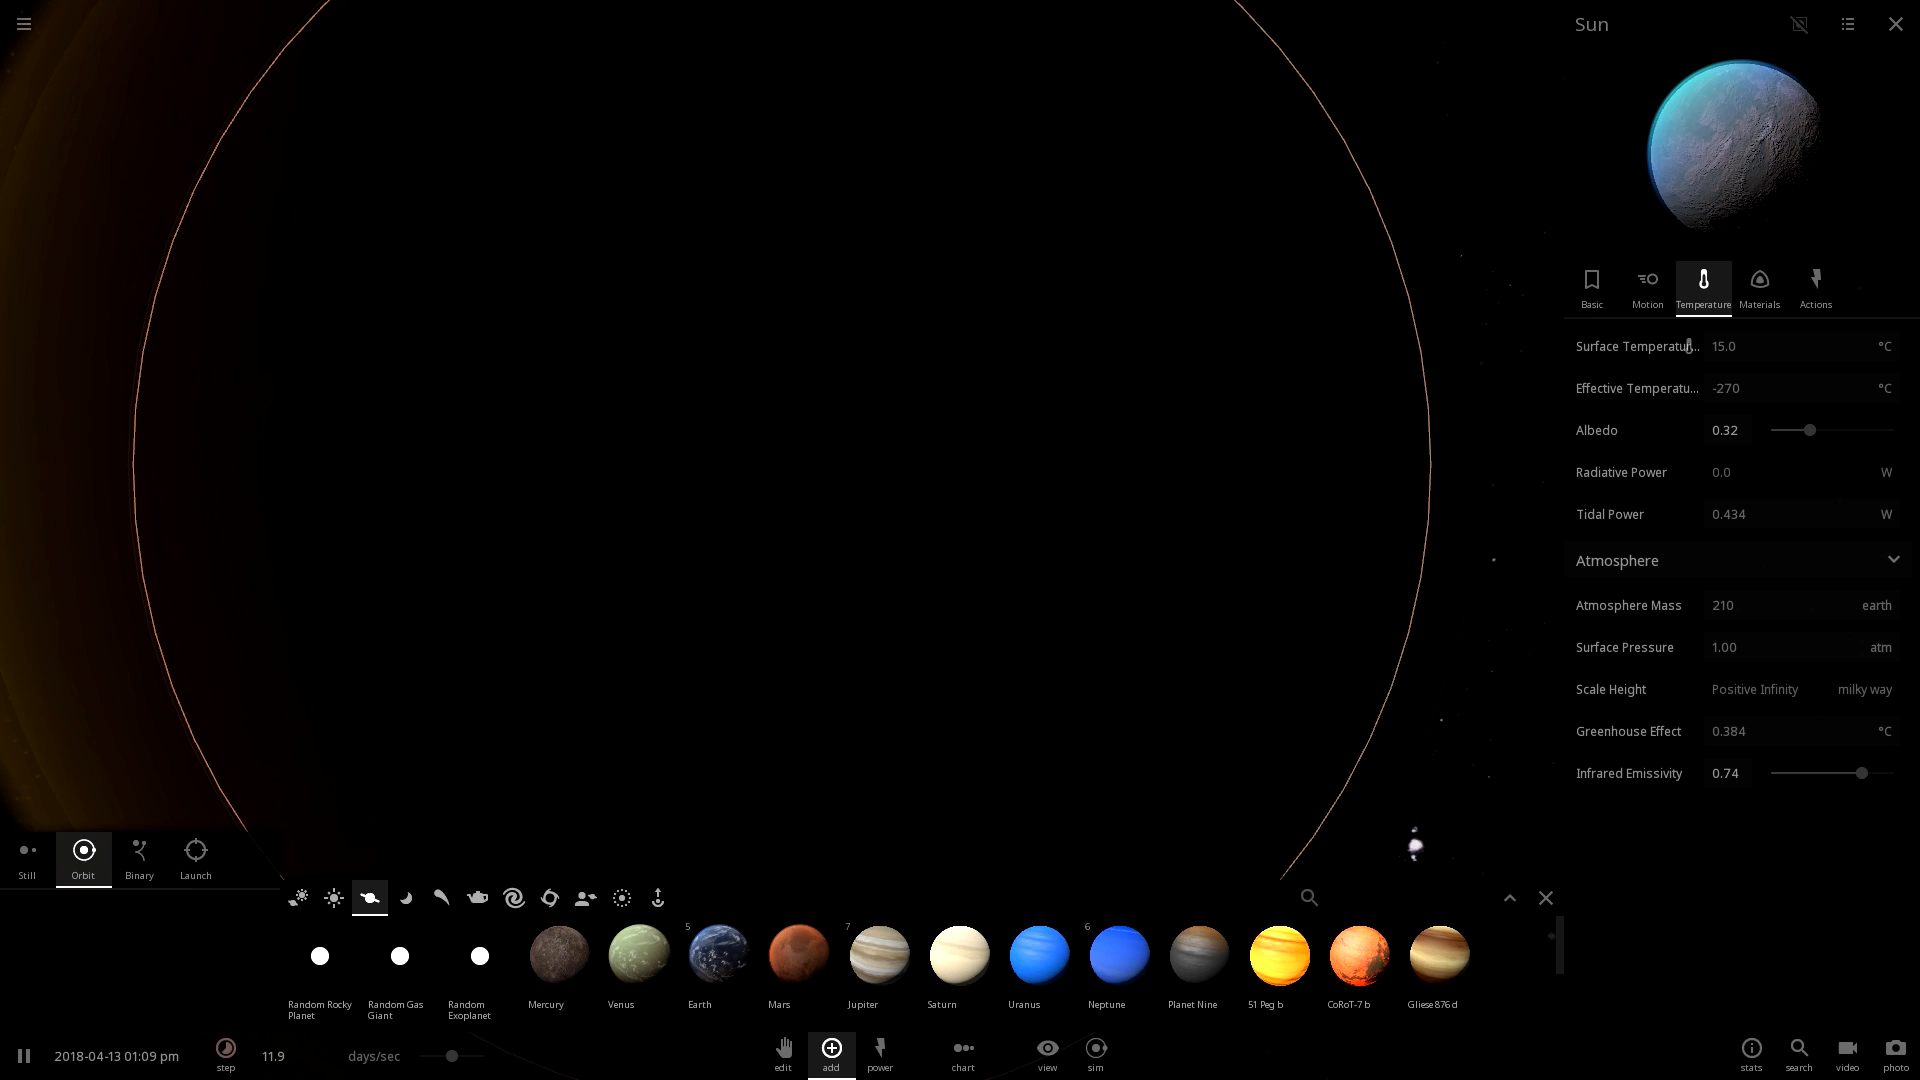 Sun
Basic
Motion
Temperature
Materials
Actions
Surface Temperatur... 15.0 °C
Effective Temperatu... -270 °C
Albedo 0.32
Radiative Power 0.0 W
Tidal Power 0.434 W
Atmosphere
Atmosphere Mass 210 earth
Surface Pressure 1.00 atm
Scale Height Positive Infinity milky way
Greenhouse Effect 0.384 °C
Infrared Emissivity 0.74
Still
Orbit
Binary
Launch
5
7
6
Random Rocky
Planet
Random Gas
Giant
Random
Exoplanet
Mercury
Venus
Earth
Mars
Jupiter
Saturn
Uranus
Neptune
Planet Nine
51 Peg b
CoRoT-7 b
Gliese 876 d
2018-04-13 01:09 pm
step
11.9
days/sec
edit
add
power
chart
view
sim
stats
search
video
photo